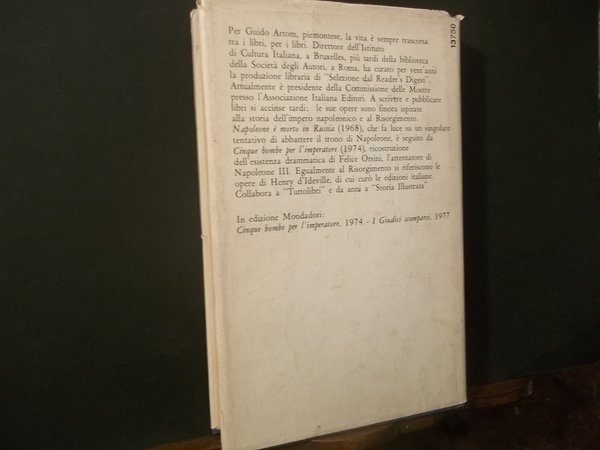 Per Guido Artom, piemontese, la vita è sempre trascorsa
tra i libri, per i libri. Direttore dell'Istituto
di Cultura Italiana, a Bruxelles, più tardi della biblioteca
della Società degli Autori, a Roma, ha curato per vent'anni
la produzione libraria di "Selezione dal Reader's Digest".
Attualmente è presidente della Commissione delle Mostre
presso l'Associazione Italiana Editori. A scrivere e pubblicare
libri si accinse tardi; le sue opere sono finora ispirate
alla storia dell'impero napoleonico e al Risorgimento.
Napoleone è morto in Russia (1968), che fa luce su un singolare
tentativo di abbattere il trono di Napoleone, è seguito da
Cinque bombe per l'imperatore (1974), ricostruzione
dell'esistenza drammatica di Felice Orsini, l'attentatore di
Napoleone III. Egualmente al Risorgimento si riferiscono le
opere di Henry d'Ideville, di cui curò le edizioni italiane.
Collabora a "Tuttolibri" e da anni a "Storia Illustrata"
In edizione Mondadori:
Cinque bombe per l'imperatore, 1974 - I Giudici scomparsi, 1977
13750